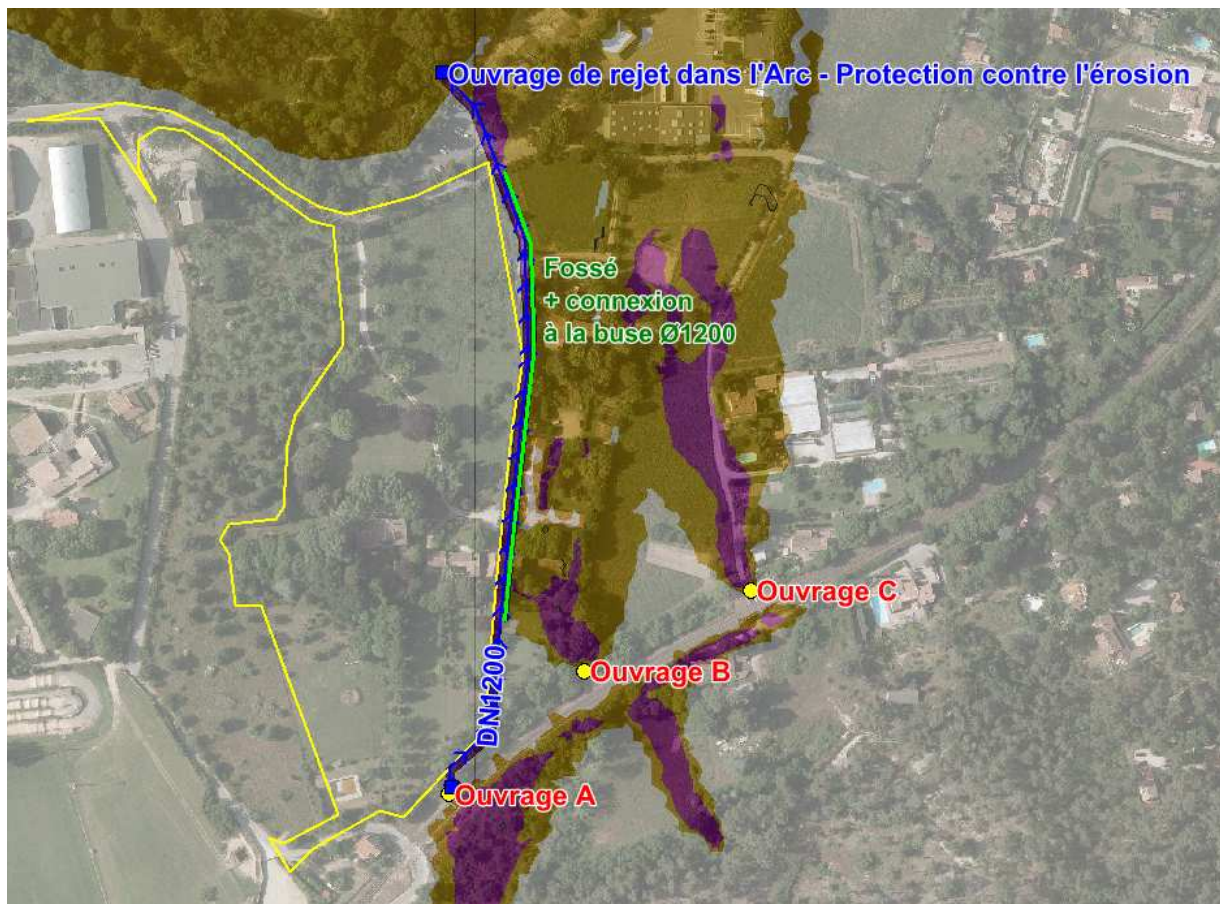 Ouvrage de rejet dans l'Arc - Protection contre l'érosion
Fossé
+ connexion
à la buse Ø1200
Ouvrage C
Ouvrage B
DN1200
Ouvrage A